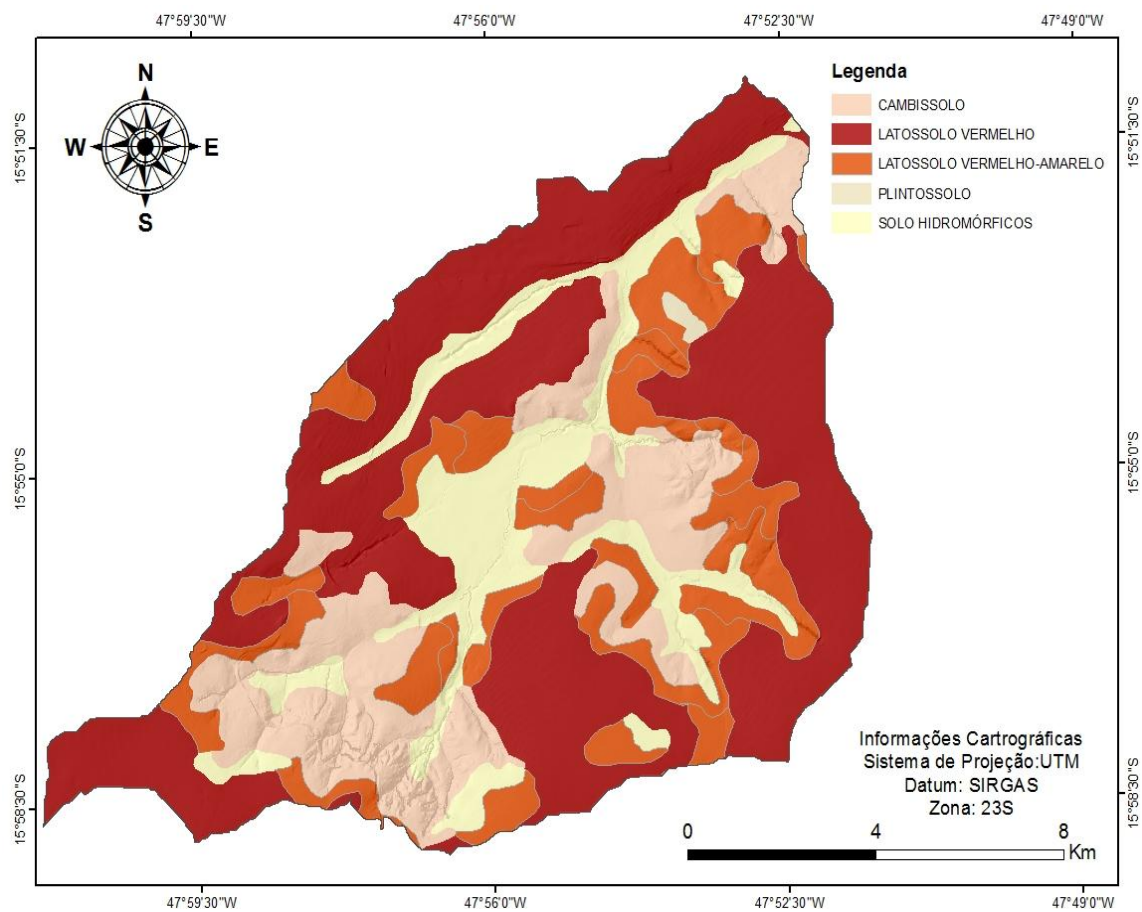 47°59'30"W 47°56'0"W 47°52'30"W 47°49'0"W
N
W E
S
Legenda
CAMBISSOLO
LATOSSOLO VERMELHO
LATOSSOLO VERMELHO-AMARELO
PLINTOSSOLO
SOLO HIDROMÓRFICOS
15°51'30"S 15°51'30"S
15°55'0"S 15°55'0"S
15°58'30"S 15°58'30"S
Informações Cartrográficas
Sistema de Projeção:UTM
Datum: SIRGAS
Zona: 23S
0 4 8
Km
47°59'30"W 47°56'0"W 47°52'30"W 47°49'0"W